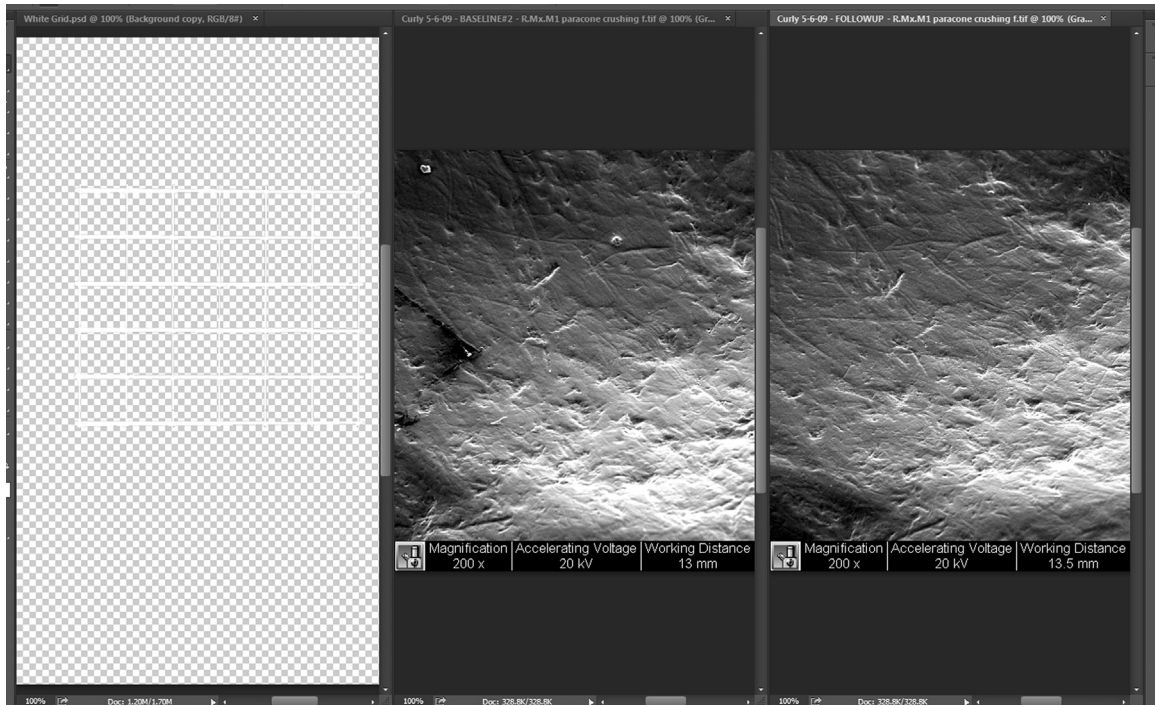 White Grid.psd @ 100% (Background copy, RGB/8#) ×
Curly 5-6-09 - BASELINE#2 - R.Mx.M1 paracone crushing f.tif @ 100% (Gr... ×
Curly 5-6-09 - FOLLOWUP - R.Mx.M1 paracone crushing f.tif @ 100% (Gra... ×
Magnification
200 x
Accelerating Voltage
20 kV
Working Distance
13 mm
Magnification
200 x
Accelerating Voltage
20 kV
Working Distance
13.5 mm
100%
Doc: 1.20M/1.70M
100%
Doc: 328.8K/328.8K
100%
Doc: 328.8K/328.8K